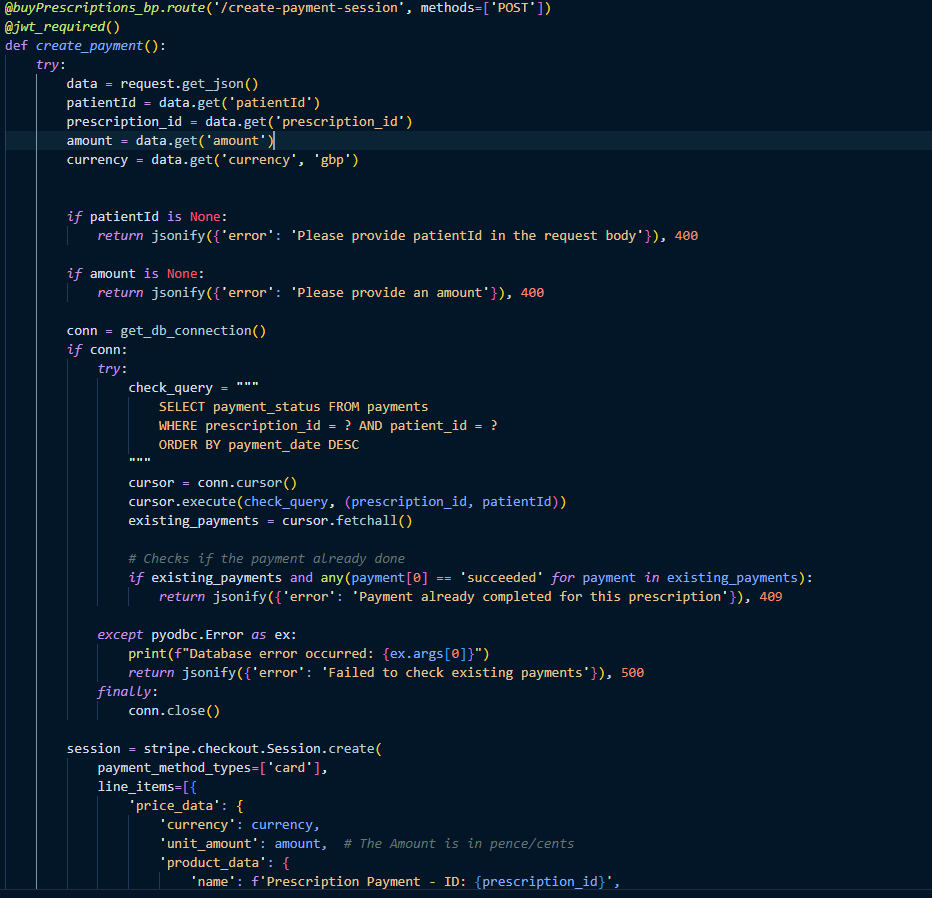 @buyPrescriptions_bp.route('/create-payment-session', methods=['POST'])
@jwt_required()
def create_payment():
    try:
        data = request.get_json()
        patientId = data.get('patientId')
        prescription_id = data.get('prescription_id')
        amount = data.get('amount')
        currency = data.get('currency', 'gbp')
        if patientId is None:
            return jsonify({'error': 'Please provide patientId in the request body'}), 400
        if amount is None:
            return jsonify({'error': 'Please provide an amount'}), 400
        conn = get_db_connection()
        if conn:
            try:
                check_query = """
                    SELECT payment_status FROM payments
                    WHERE prescription_id = ? AND patient_id = ?
                    ORDER BY payment_date DESC
                """
                cursor = conn.cursor()
                cursor.execute(check_query, (prescription_id, patientId))
                existing_payments = cursor.fetchall()
                # Checks if the payment already done
                if existing_payments and any(payment[0] == 'succeeded' for payment in existing_payments):
                    return jsonify({'error': 'Payment already completed for this prescription'}), 409
            except pyodbc.Error as ex:
                print(f"Database error occurred: {ex.args[0]}")
                return jsonify({'error': 'Failed to check existing payments'}), 500
            finally:
                conn.close()
        session = stripe.checkout.Session.create(
            payment_method_types=['card'],
            line_items=[{
                'price_data': {
                    'currency': currency,
                    'unit_amount': amount,  # The Amount is in pence/cents
                    'product_data': {
                        'name': f'Prescription Payment - ID: {prescription_id}',